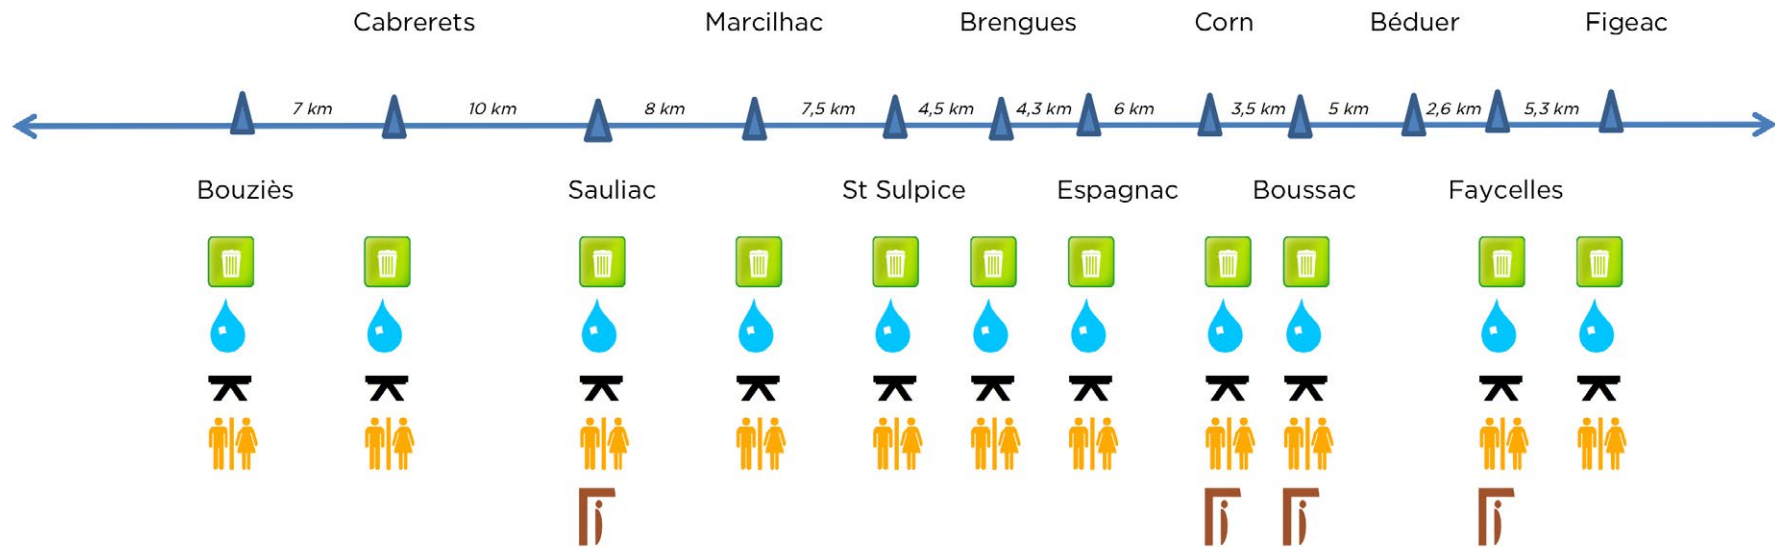 Cabrerets Marcilhac Brengues Corn Béduer Figeac
7 km 10 km 8 km 7,5 km 4,5 km 4,3 km 6 km 3,5 km 5 km 2,6 km 5,3 km
Bouziès Sauliac St Sulpice Espagnac Boussac Faycelles